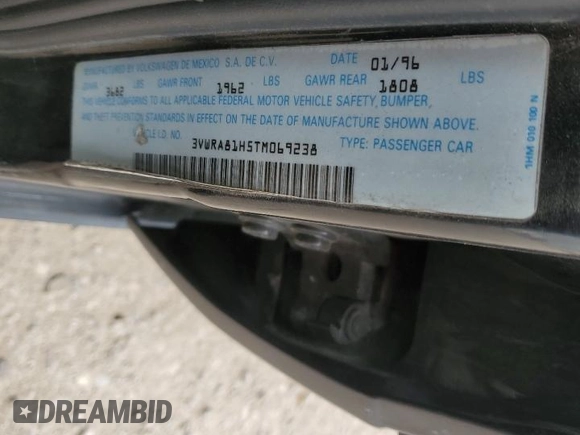 MANUFACTURED BY VOLKSWAGEN DE MEXICO S.A. DE C.V. DATE 01/96
GVWR 3682 LBS GAWR FRONT 1962 LBS GAWR REAR 1808 LBS
THIS VEHICLE CONFORMS TO ALL APPLICABLE FEDERAL MOTOR VEHICLE SAFETY, BUMPER,
AND THEFT PREVENTION STANDARDS IN EFFECT ON THE DATE OF MANUFACTURE SHOWN ABOVE.
VEHICLE I.D. NO. 3VWRA81H5TM069238 TYPE: PASSENGER CAR
1HM 010 100 N
DREAMBID